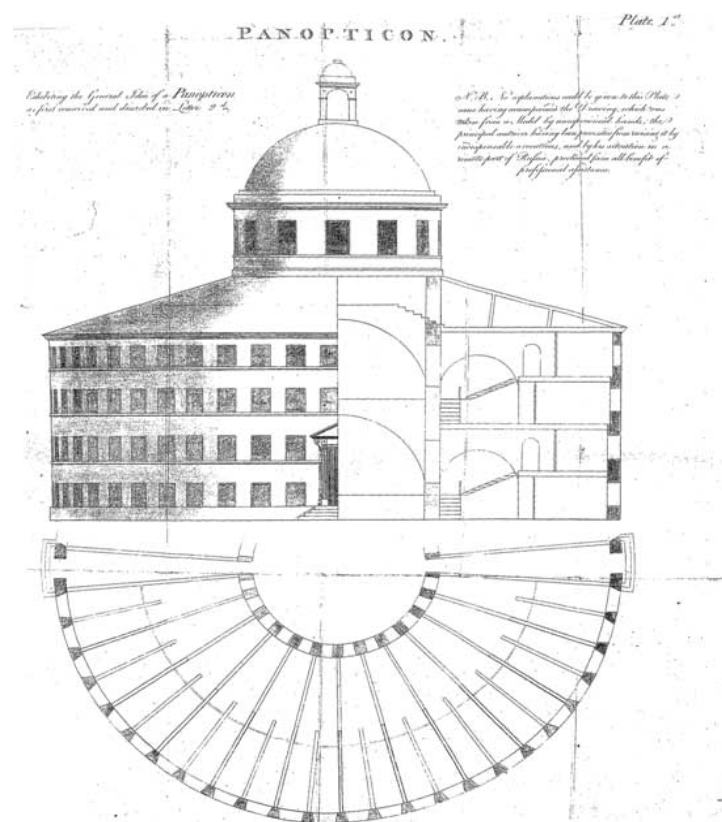 Plate. 1st
PANOPTICON.
Exhibiting the General Idea of a Panopticon
as first conceived and described in Letter 2d.
N.B. No explanations could be given to this Plate
none having accompanied the Drawing, which was
taken from a Model by unprofessional hands, the
principal author having been from revising it by
indispensable avocations, and by his situation in a
remote part of Russia, precluded from all benefit of
professional assistance.